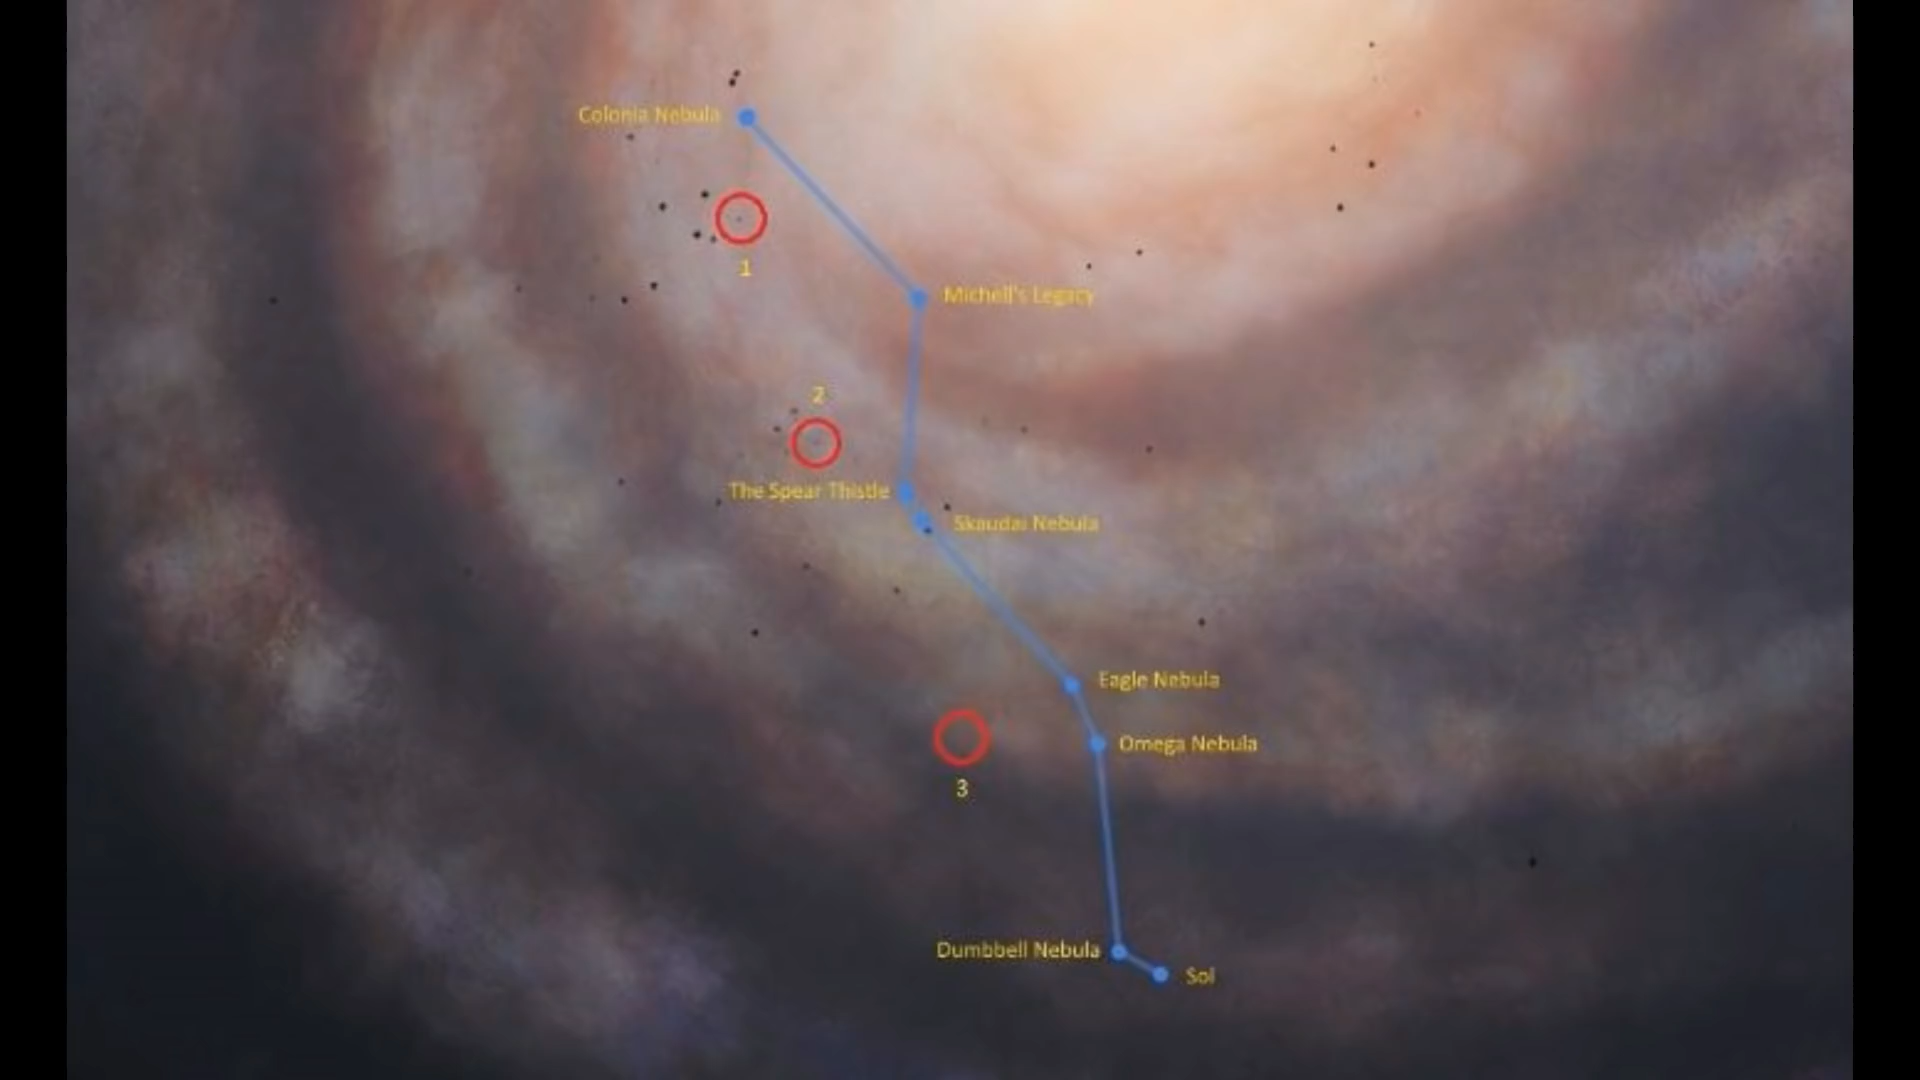 Colonia Nebula
1
Michell's Legacy
2
The Spear Thistle
Skaudai Nebula
Eagle Nebula
Omega Nebula
3
Dumbbell Nebula
Sol